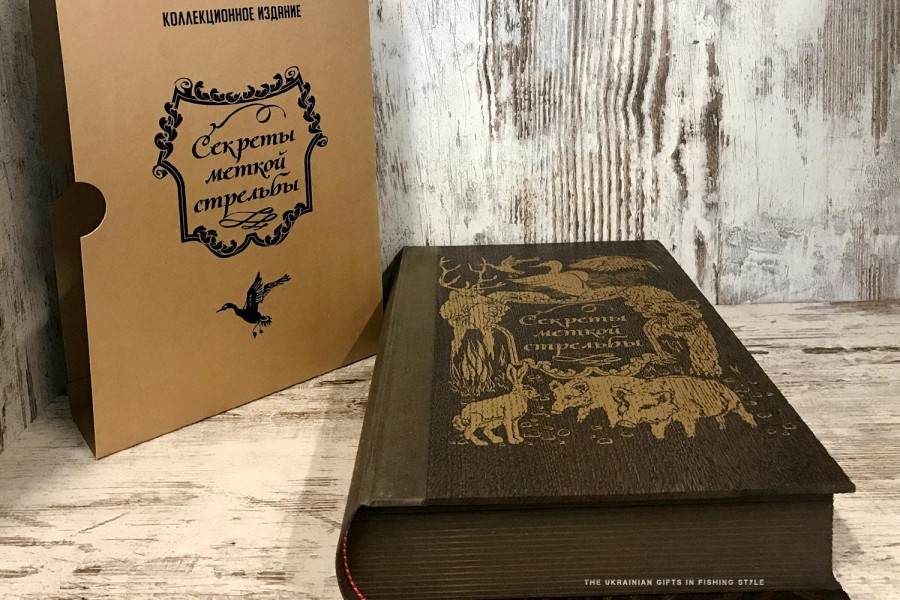 КОЛЛЕКЦИОННОЕ ИЗДАНИЕ
Секреты
меткой
стрельбы
Секреты
меткой
стрельбы
THE UKRAINIAN GIFTS IN FISHING STYLE